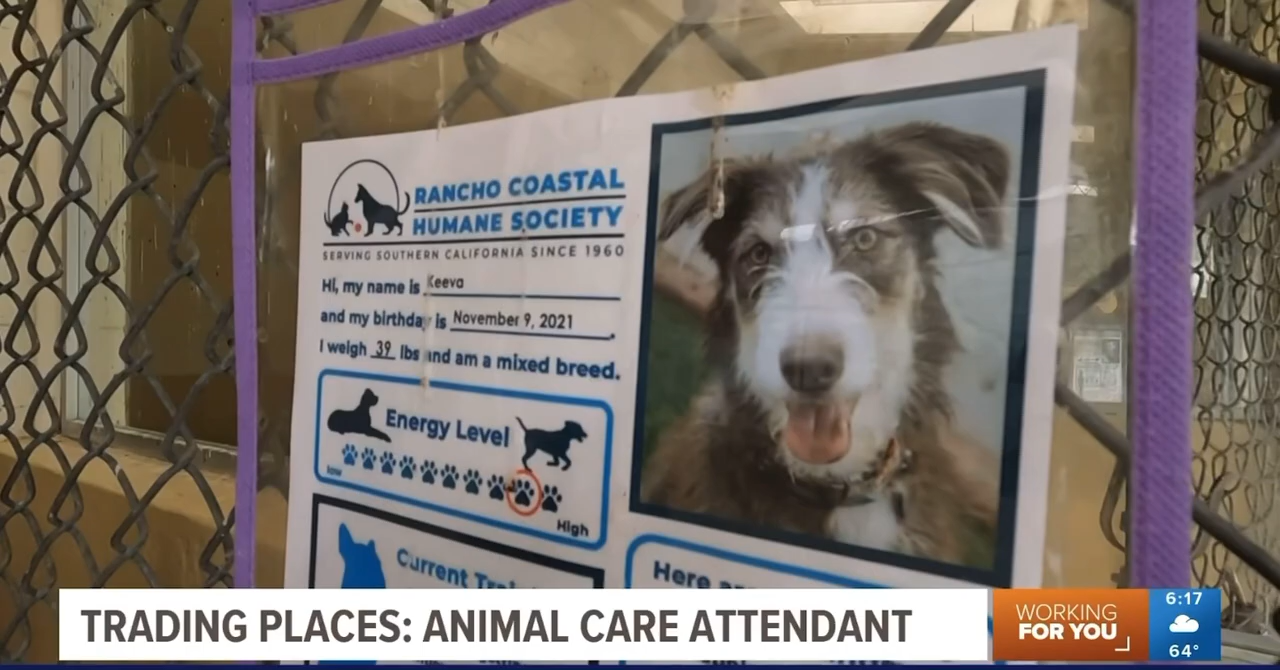 RANCHO COASTAL
HUMANE SOCIETY
SERVING SOUTHERN CALIFORNIA SINCE 1960
Hi, my name is Keeva
and my birthday is November 9, 2021.
I weigh 39 lbs and am a mixed breed.
Energy Level
low
High
Current
Here
TRADING PLACES: ANIMAL CARE ATTENDANT
WORKING
FOR YOU
6:17
64°